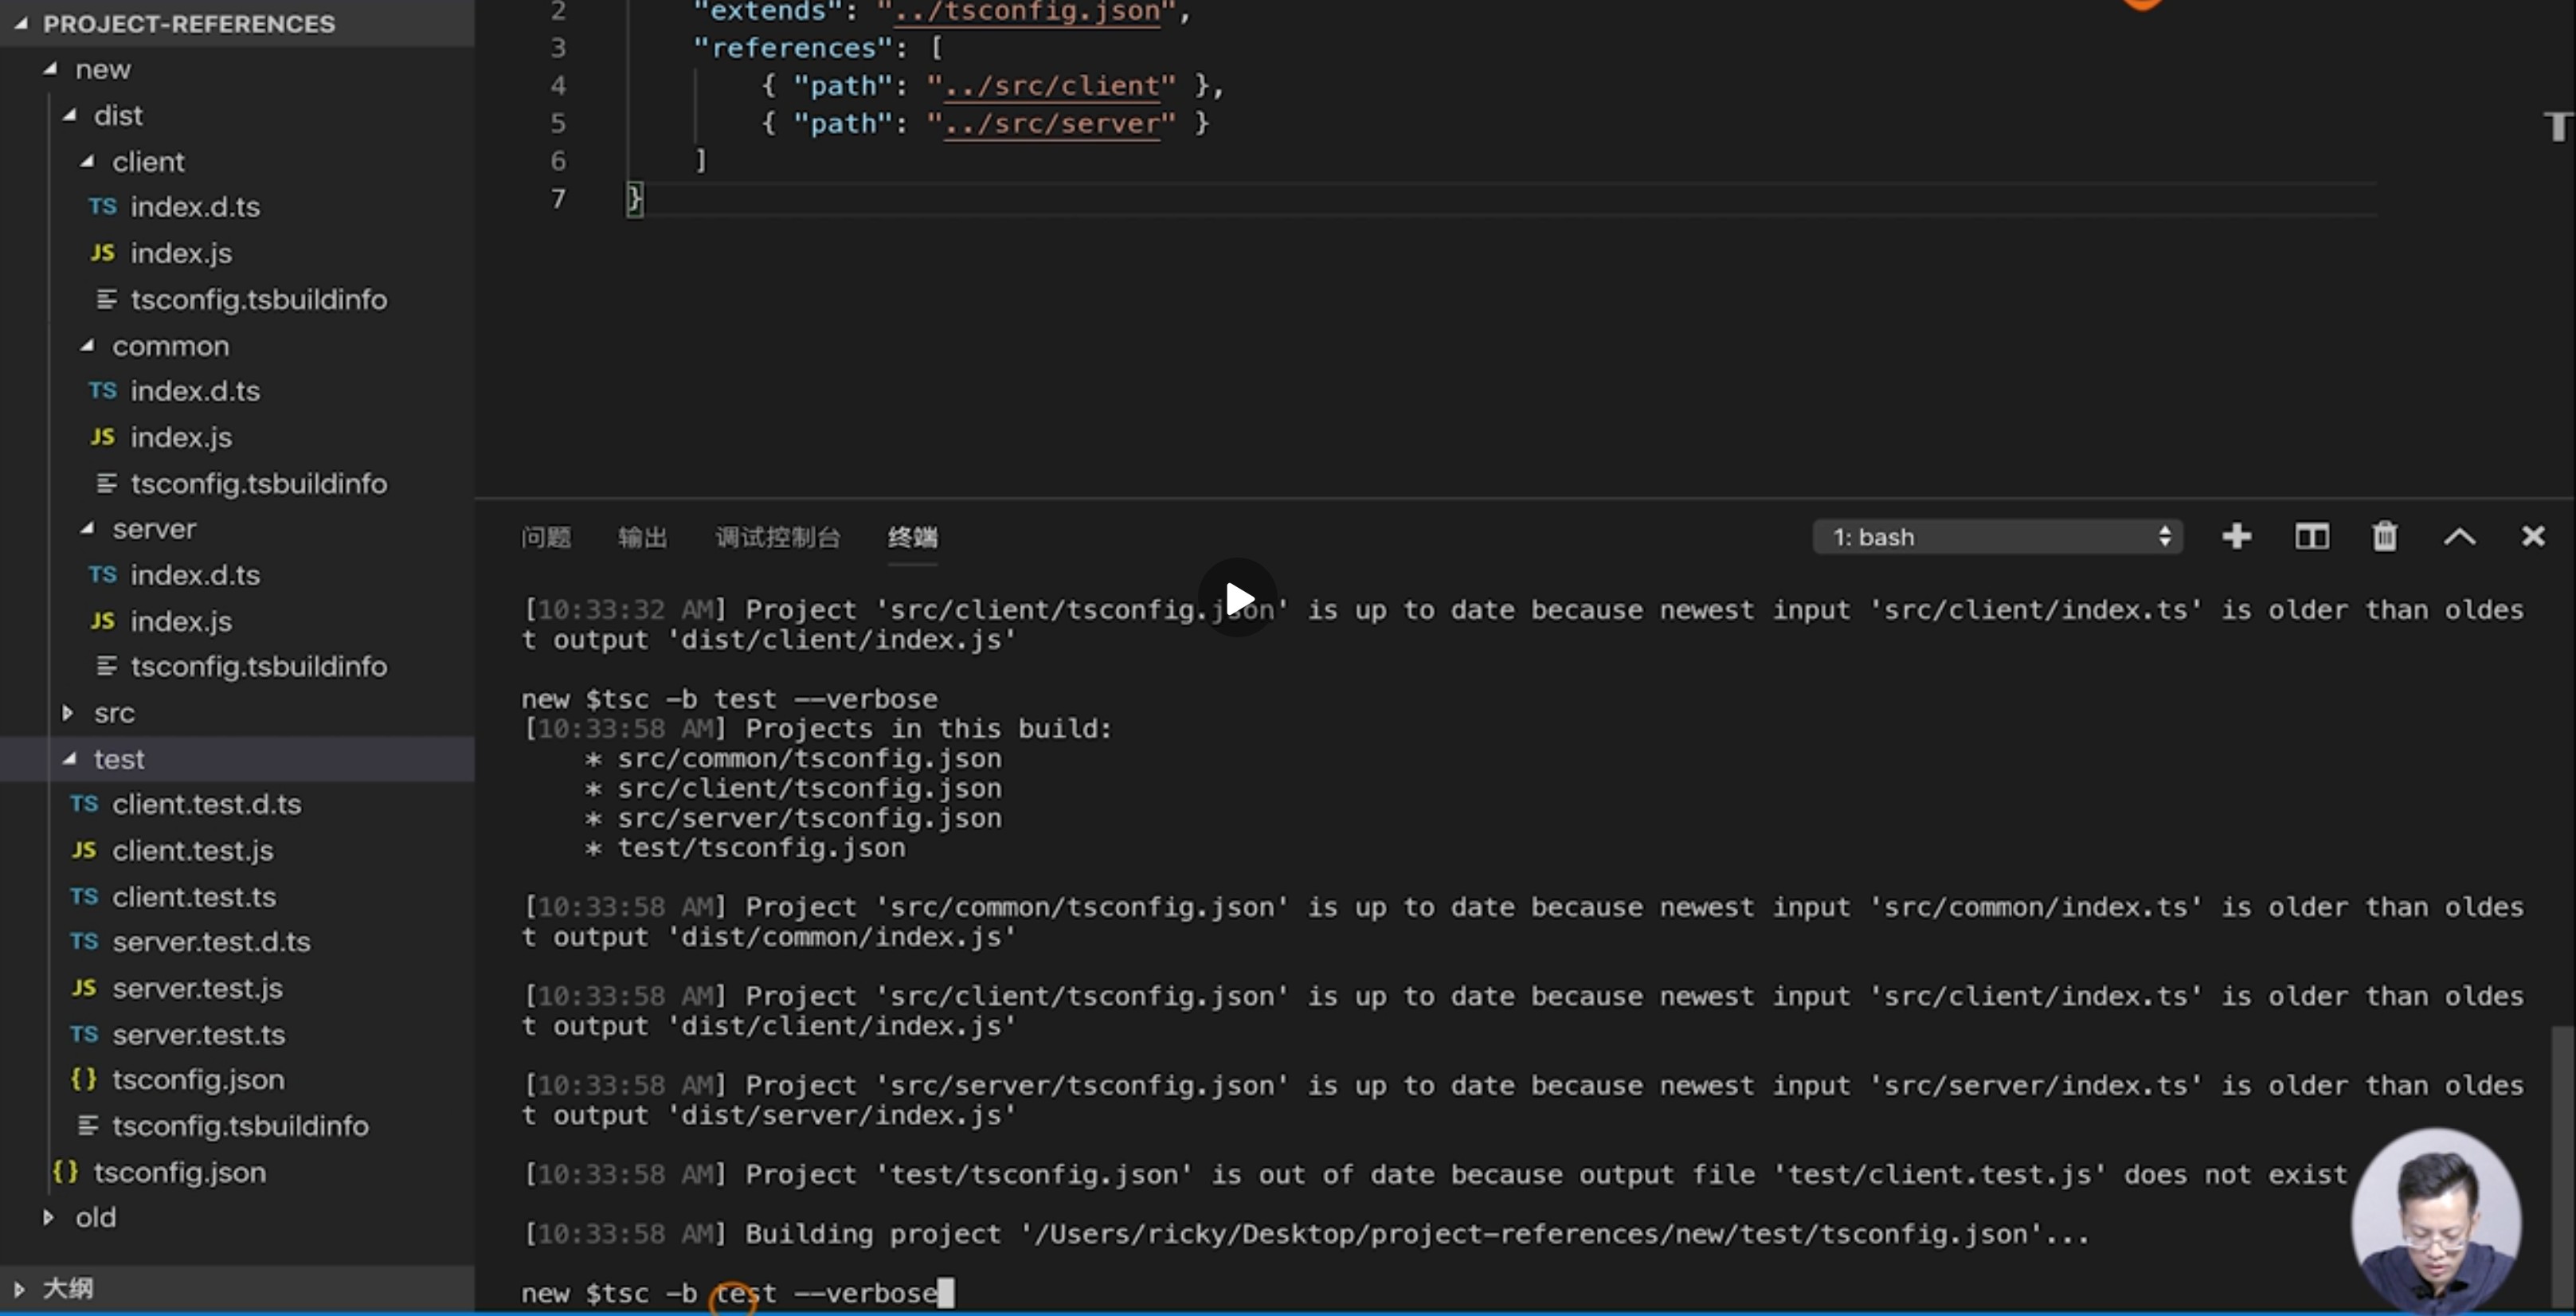 PROJECT-REFERENCES
new
dist
client
TS index.d.ts
JS index.js
tsconfig.tsbuildinfo
common
TS index.d.ts
JS index.js
tsconfig.tsbuildinfo
server
TS index.d.ts
JS index.js
tsconfig.tsbuildinfo
src
test
TS client.test.d.ts
JS client.test.js
TS client.test.ts
TS server.test.d.ts
JS server.test.js
TS server.test.ts
{} tsconfig.json
tsconfig.tsbuildinfo
{} tsconfig.json
old
大纲
2 "extends": "../tsconfig.json",
3 "references": [
4 { "path": "../src/client" },
5 { "path": "../src/server" }
6 ]
7 }
T
问题 输出 调试控制台 终端 1: bash
[10:33:32 AM] Project 'src/client/tsconfig.json' is up to date because newest input 'src/client/index.ts' is older than oldes
t output 'dist/client/index.js'
new $tsc -b test --verbose
[10:33:58 AM] Projects in this build:
* src/common/tsconfig.json
* src/client/tsconfig.json
* src/server/tsconfig.json
* test/tsconfig.json
[10:33:58 AM] Project 'src/common/tsconfig.json' is up to date because newest input 'src/common/index.ts' is older than oldes
t output 'dist/common/index.js'
[10:33:58 AM] Project 'src/client/tsconfig.json' is up to date because newest input 'src/client/index.ts' is older than oldes
t output 'dist/client/index.js'
[10:33:58 AM] Project 'src/server/tsconfig.json' is up to date because newest input 'src/server/index.ts' is older than oldes
t output 'dist/server/index.js'
[10:33:58 AM] Project 'test/tsconfig.json' is out of date because output file 'test/client.test.js' does not exist
[10:33:58 AM] Building project '/Users/ricky/Desktop/project-references/new/test/tsconfig.json'...
new $tsc -b test --verbose